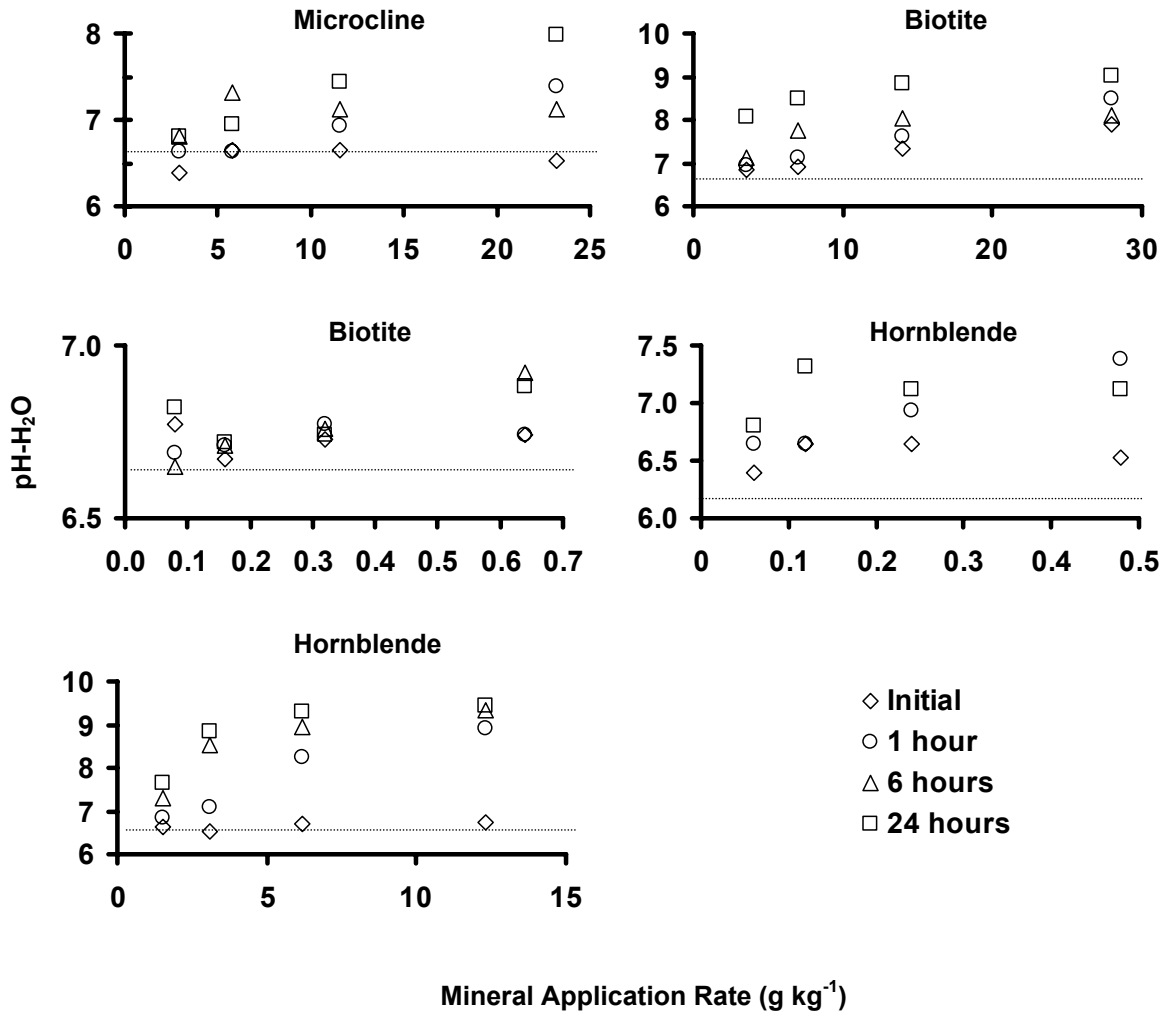 Microcline
8
7
6
0 5 10 15 20 25
Biotite
10
9
8
7
6
0 10 20 30
Biotite
7.0
6.5
0.0 0.1 0.2 0.3 0.4 0.5 0.6 0.7
Hornblende
7.5
7.0
6.5
6.0
0 0.1 0.2 0.3 0.4 0.5
pH-H₂O
Hornblende
10
9
8
7
6
0 5 10 15
Initial
1 hour
6 hours
24 hours
Mineral Application Rate (g kg⁻¹)